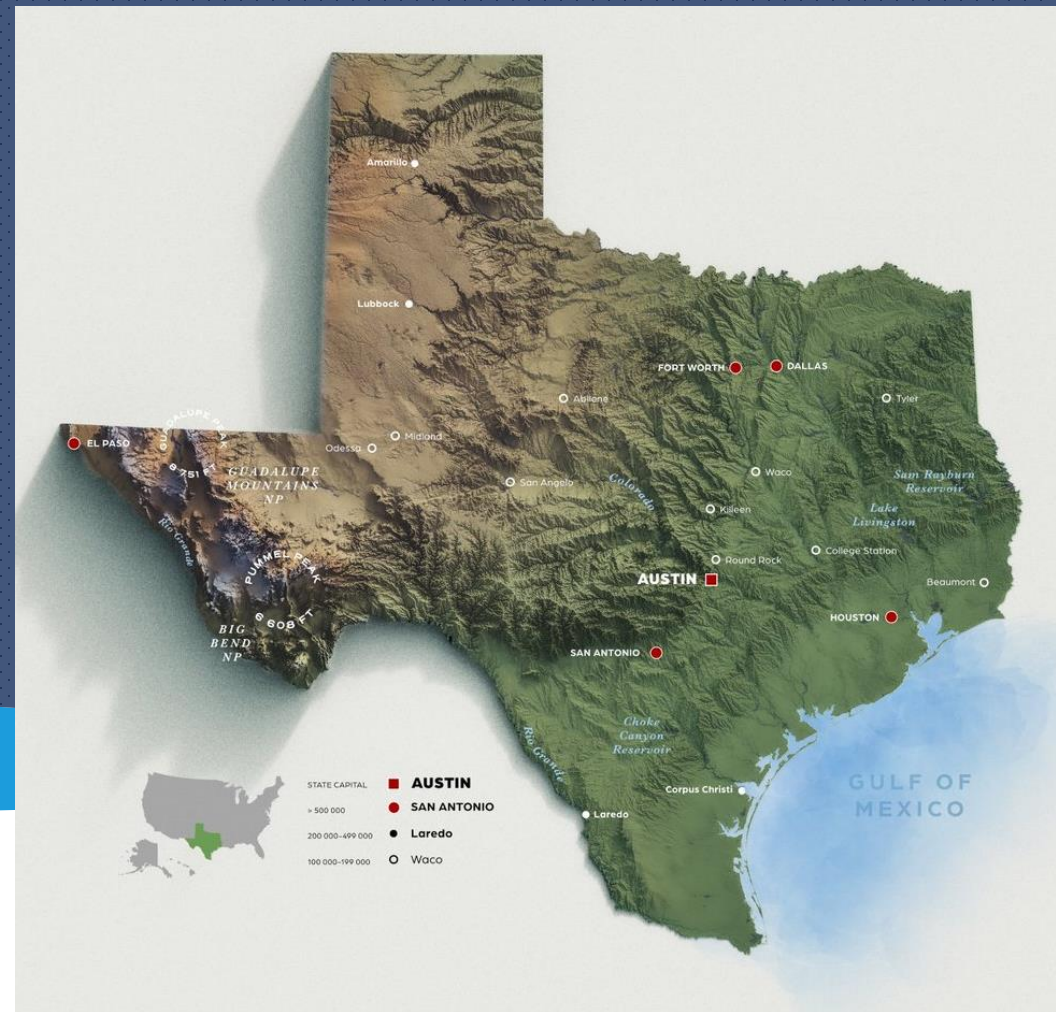 Amarillo
Lubbock
FORT WORTH
DALLAS
Abilene
Tyler
GUADALUPE PEAK
8 751 FT
EL PASO
Midland
Odessa
GUADALUPE
MOUNTAINS
NP
San Angelo
Colorado
Waco
Sam Rayburn
Reservoir
Killeen
Lake
Livingston
Rio Grande
College Station
Round Rock
PUMMEL PEAK
6 608 FT
AUSTIN
Beaumont
HOUSTON
BIG
BEND
NP
SAN ANTONIO
Choke
Canyon
Reservoir
Rio Grande
GULF OF
MEXICO
Corpus Christi
Laredo
STATE CAPITAL AUSTIN
> 500 000 SAN ANTONIO
200 000-499 000 Laredo
100 000-199 000 Waco